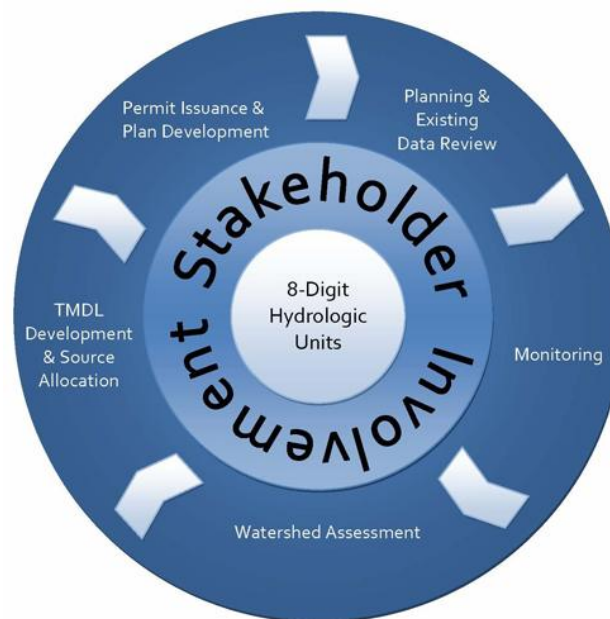 Planning &
Existing
Data Review
Monitoring
Watershed Assessment
TMDL
Development
& Source
Allocation
Permit Issuance &
Plan Development
Stakeholder Involvement
8-Digit
Hydrologic
Units